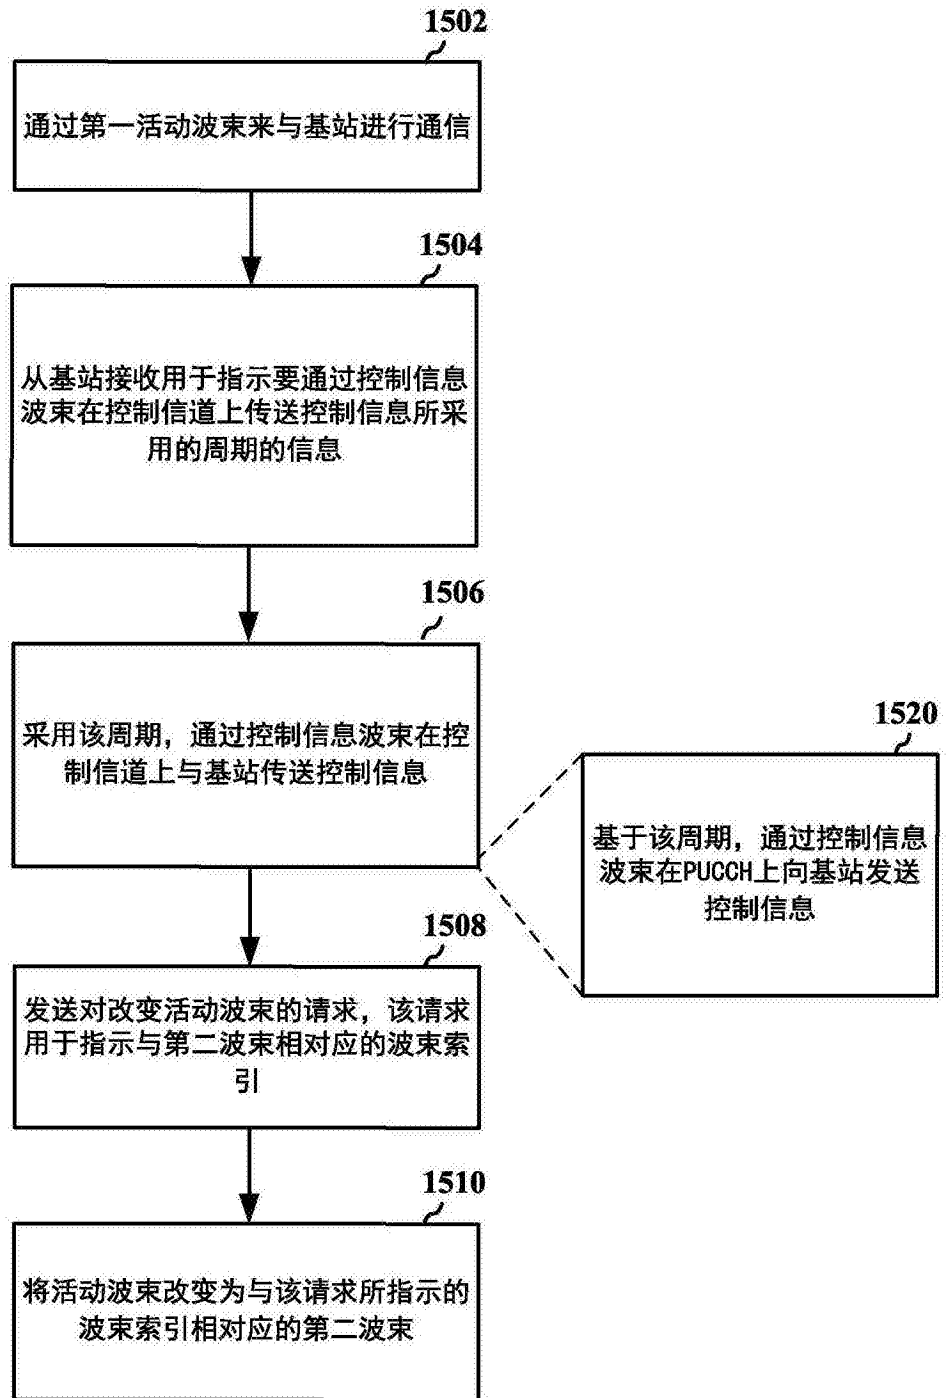 1502
通过第一活动波束来与基站进行通信
1504
从基站接收用于指示要通过控制信息
波束在控制信道上传送控制信息所采
用的周期的信息
1506
采用该周期，通过控制信息波束在控
制信道上与基站传送控制信息
1520
基于该周期，通过控制信息
波束在PUCCH上向基站发送
控制信息
1508
发送对改变活动波束的请求，该请求
用于指示与第二波束相对应的波束索
引
1510
将活动波束改变为与该请求所指示的
波束索引相对应的第二波束